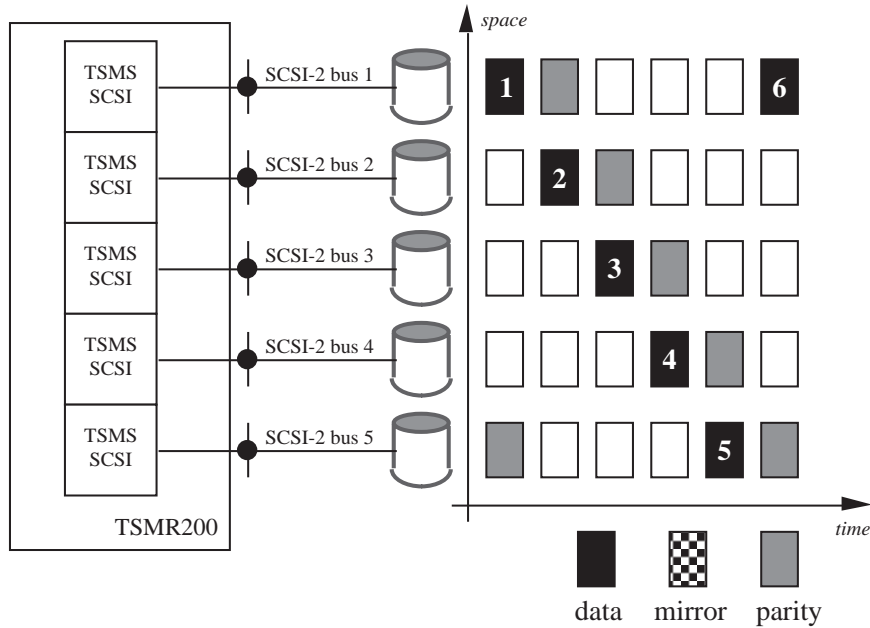 space
TSMS
SCSI
SCSI-2 bus 1
1
6
TSMS
SCSI
SCSI-2 bus 2
2
TSMS
SCSI
SCSI-2 bus 3
3
TSMS
SCSI
SCSI-2 bus 4
4
TSMS
SCSI
SCSI-2 bus 5
5
TSMR200
time
data
mirror
parity